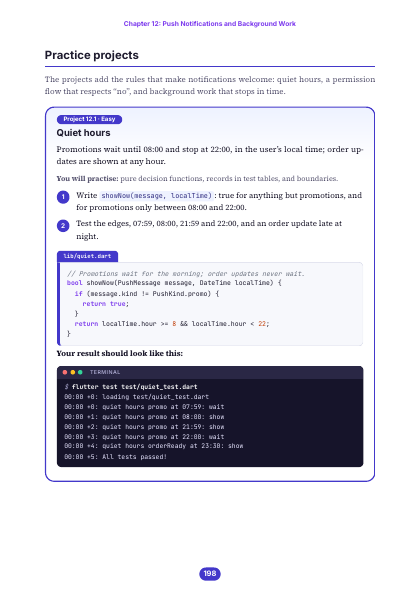 Chapter 12: Push Notifications and Background Work
Practice projects
The projects add the rules that make notifications welcome: quiet hours, a permission
flow that respects “no”, and background work that stops in time.
Project 12.1 · Easy
Quiet hours
Promotions wait until 08:00 and stop at 22:00, in the user’s local time; order up-
dates are shown at any hour.
You will practise: pure decision functions, records in test tables, and boundaries.
1 Write showNow(message, localTime): true for anything but promotions, and
for promotions only between 08:00 and 22:00.
2 Test the edges, 07:59, 08:00, 21:59 and 22:00, and an order update late at
night.
lib/quiet.dart
// Promotions wait for the morning; order updates never wait.
bool showNow(PushMessage message, DateTime localTime) {
  if (message.kind != PushKind.promo) {
    return true;
  }
  return localTime.hour >= 8 && localTime.hour < 22;
}
Your result should look like this:
TERMINAL
$ flutter test test/quiet_test.dart
00:00 +0: loading test/quiet_test.dart
00:00 +0: quiet hours promo at 07:59: wait
00:00 +1: quiet hours promo at 08:00: show
00:00 +2: quiet hours promo at 21:59: show
00:00 +3: quiet hours promo at 22:00: wait
00:00 +4: quiet hours orderReady at 23:30: show
00:00 +5: All tests passed!
198